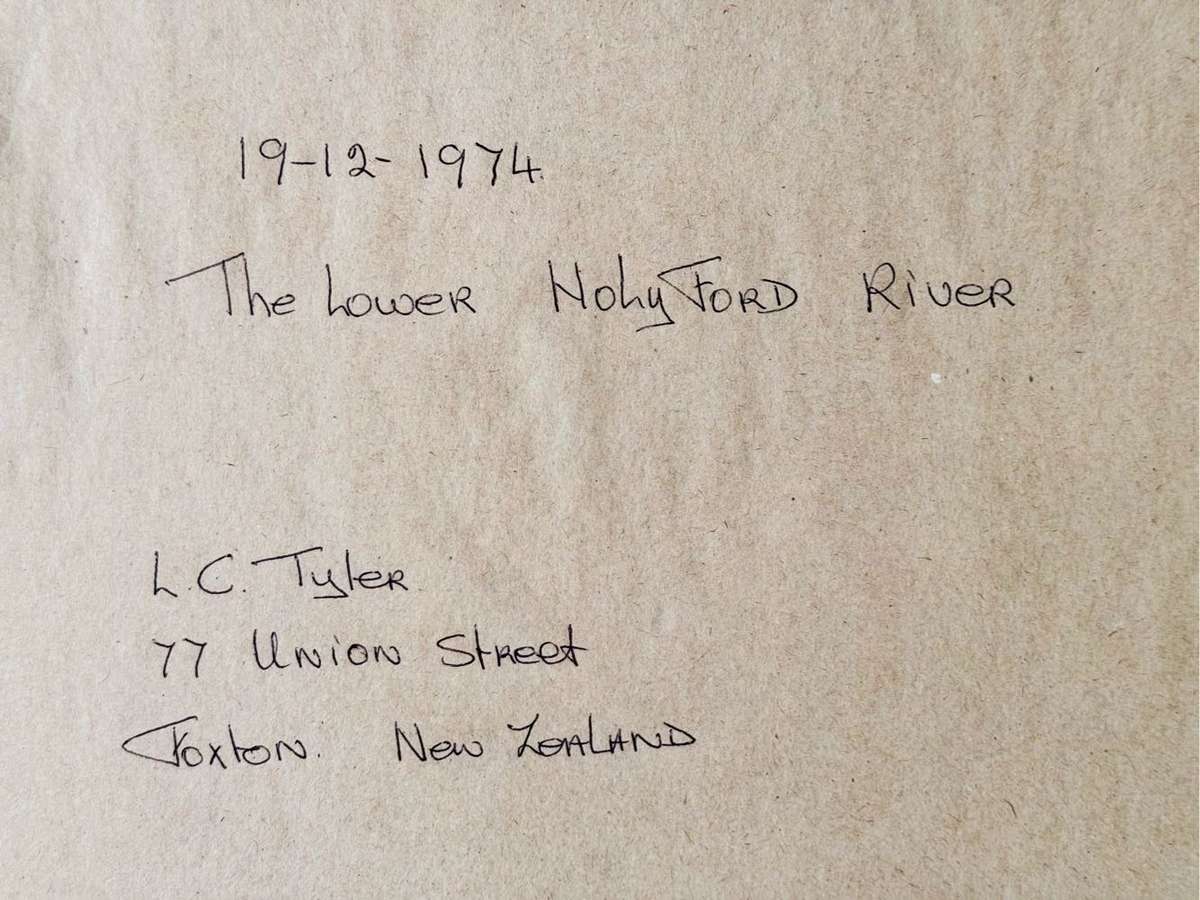 19-12-1974.
The Lower HolyFORD RiveR
L.C. TyleR.
77 UNION StReet
Foxton. New ZeALAND